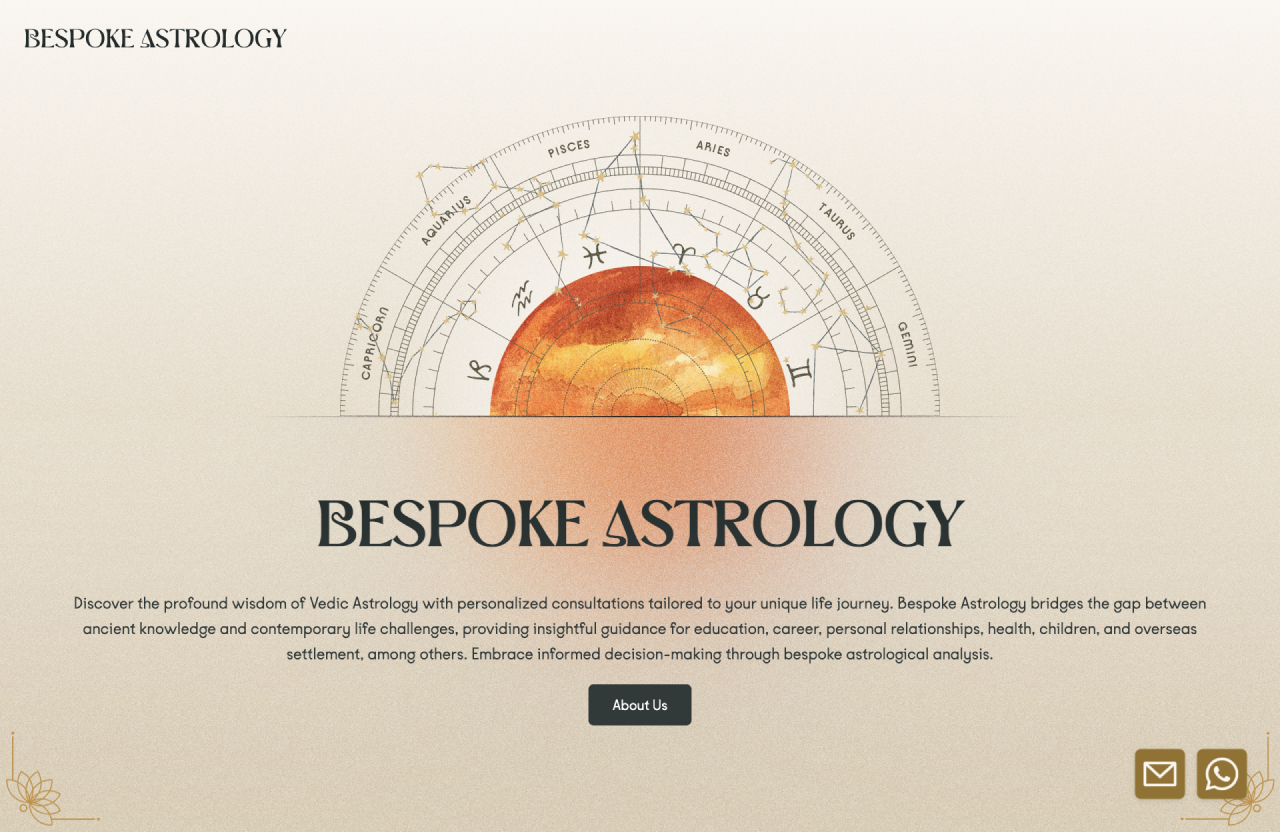 BESPOKE ASTROLOGY
PISCES
ARIES
AQUARIUS
TAURUS
CAPRICORN
GEMINI
BESPOKE ASTROLOGY
Discover the profound wisdom of Vedic Astrology with personalized consultations tailored to your unique life journey. Bespoke Astrology bridges the gap between
ancient knowledge and contemporary life challenges, providing insightful guidance for education, career, personal relationships, health, children, and overseas
settlement, among others. Embrace informed decision-making through bespoke astrological analysis.
About Us